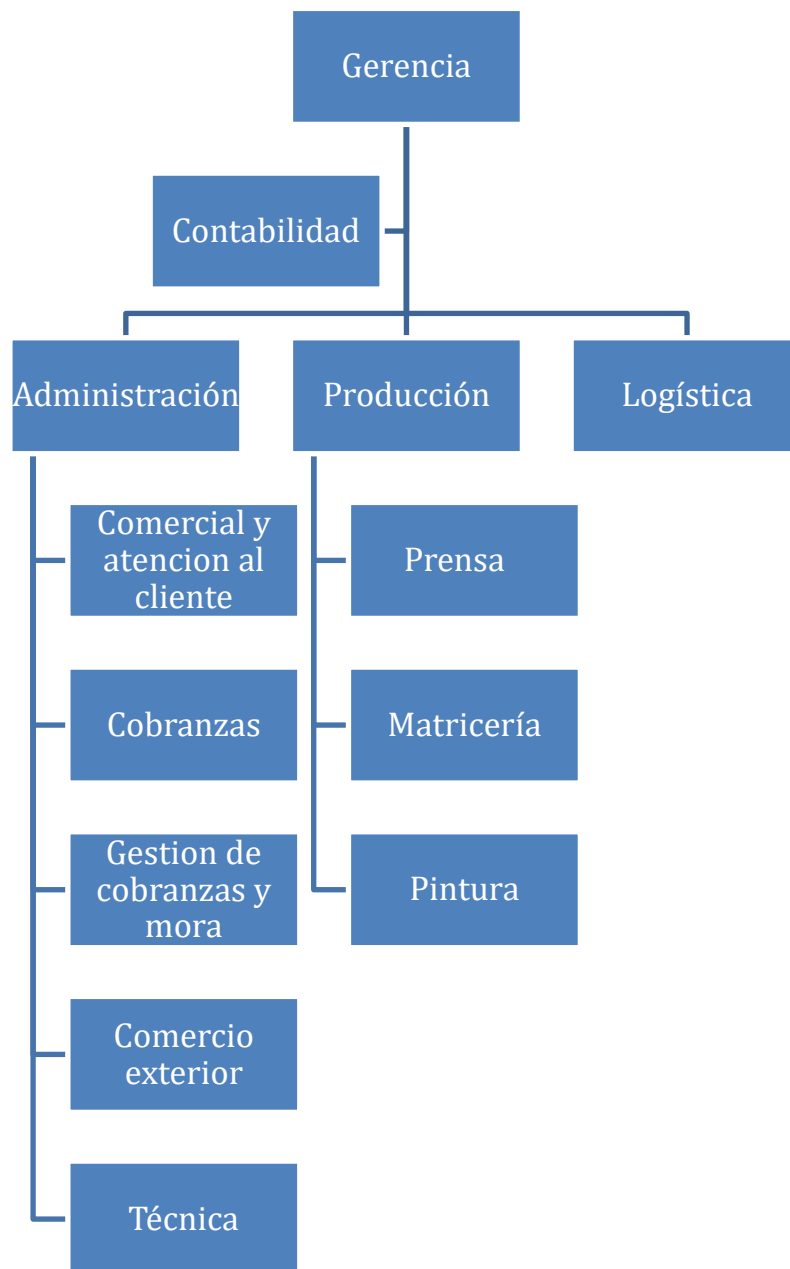 Gerencia
Contabilidad
Administración
Producción
Logística
Comercial y
atencion al
cliente
Prensa
Cobranzas
Matricería
Gestion de
cobranzas y
mora
Pintura
Comercio
exterior
Técnica